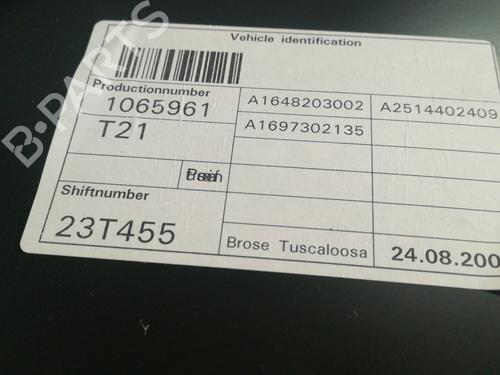 Vehicle identification
Productionnumber
1065961 A1648203002 A2514402409
T21 A1697302135
Shiftnumber
23T455 Brose Tuscaloosa 24.08.200
B-PARTS